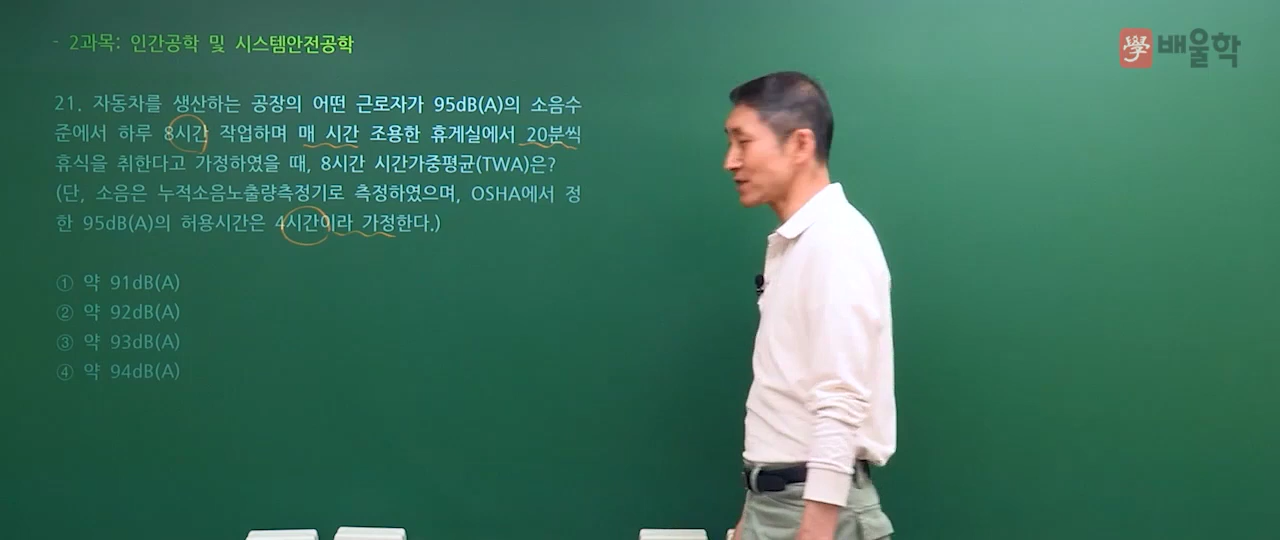 - 2과목: 인간공학 및 시스템안전공학
學 배울학
21. 자동차를 생산하는 공장의 어떤 근로자가 95dB(A)의 소음수
준에서 하루 8시간 작업하며 매 시간 조용한 휴게실에서 20분씩
휴식을 취한다고 가정하였을 때, 8시간 시간가중평균(TWA)은?
(단, 소음은 누적소음노출량측정기로 측정하였으며, OSHA에서 정
한 95dB(A)의 허용시간은 4시간이라 가정한다.)
① 약 91dB(A)
② 약 92dB(A)
③ 약 93dB(A)
④ 약 94dB(A)